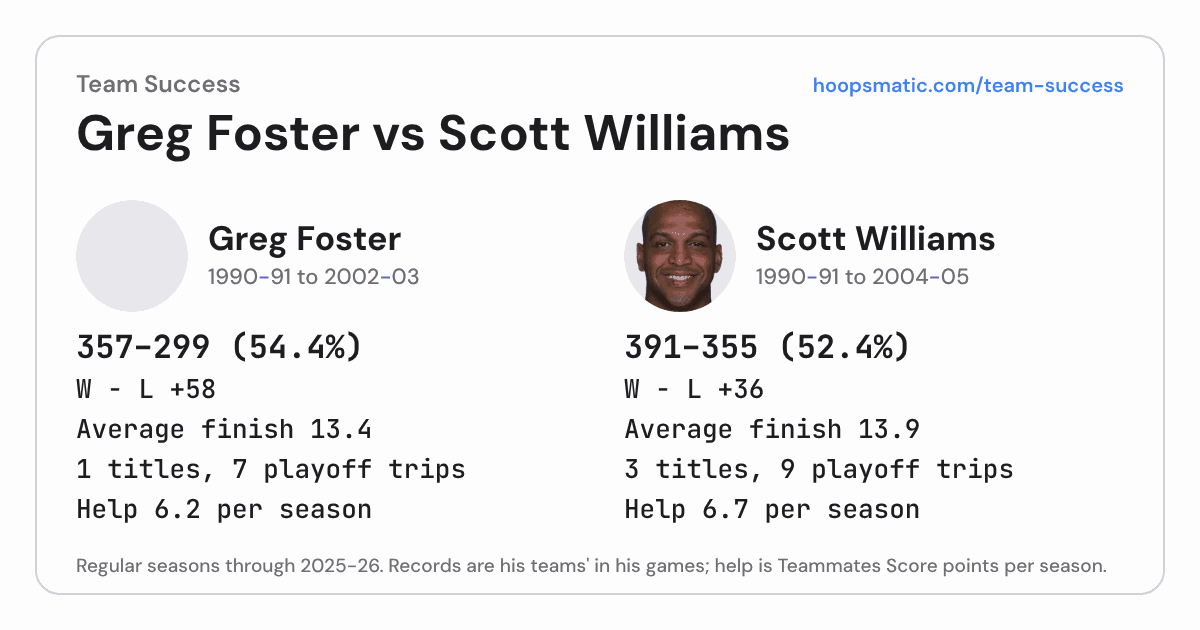 Team Success
hoopsmatic.com/team-success
Greg Foster vs Scott Williams
Greg Foster
1990-91 to 2002-03
357-299 (54.4%)
W - L +58
Average finish 13.4
1 titles, 7 playoff trips
Help 6.2 per season
Scott Williams
1990-91 to 2004-05
391-355 (52.4%)
W - L +36
Average finish 13.9
3 titles, 9 playoff trips
Help 6.7 per season
Regular seasons through 2025-26. Records are his teams' in his games; help is Teammates Score points per season.